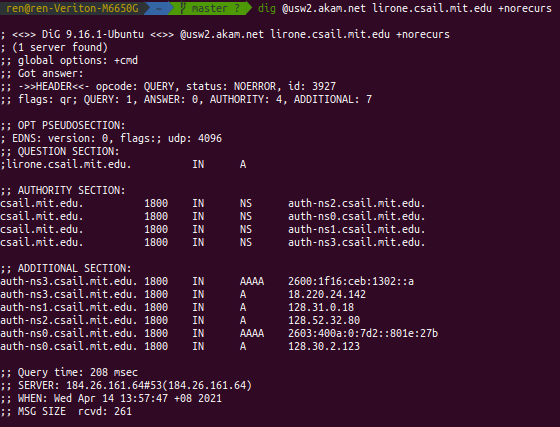 ren@ren-Veriton-M6650G ~ master ? dig @usw2.akam.net lirone.csail.mit.edu +norecurs
; <<>> DiG 9.16.1-Ubuntu <<>> @usw2.akam.net lirone.csail.mit.edu +norecurs
; (1 server found)
;; global options: +cmd
;; Got answer:
;; ->>HEADER<<- opcode: QUERY, status: NOERROR, id: 3927
;; flags: qr; QUERY: 1, ANSWER: 0, AUTHORITY: 4, ADDITIONAL: 7
;; OPT PSEUDOSECTION:
; EDNS: version: 0, flags:; udp: 4096
;; QUESTION SECTION:
;lirone.csail.mit.edu. IN A
;; AUTHORITY SECTION:
csail.mit.edu. 1800 IN NS auth-ns2.csail.mit.edu.
csail.mit.edu. 1800 IN NS auth-ns0.csail.mit.edu.
csail.mit.edu. 1800 IN NS auth-ns1.csail.mit.edu.
csail.mit.edu. 1800 IN NS auth-ns3.csail.mit.edu.
;; ADDITIONAL SECTION:
auth-ns3.csail.mit.edu. 1800 IN AAAA 2600:1f16:ceb:1302::a
auth-ns3.csail.mit.edu. 1800 IN A 18.220.24.142
auth-ns1.csail.mit.edu. 1800 IN A 128.31.0.18
auth-ns2.csail.mit.edu. 1800 IN A 128.52.32.80
auth-ns0.csail.mit.edu. 1800 IN AAAA 2603:400a:0:7d2::801e:27b
auth-ns0.csail.mit.edu. 1800 IN A 128.30.2.123
;; Query time: 208 msec
;; SERVER: 184.26.161.64#53(184.26.161.64)
;; WHEN: Wed Apr 14 13:57:47 +08 2021
;; MSG SIZE rcvd: 261